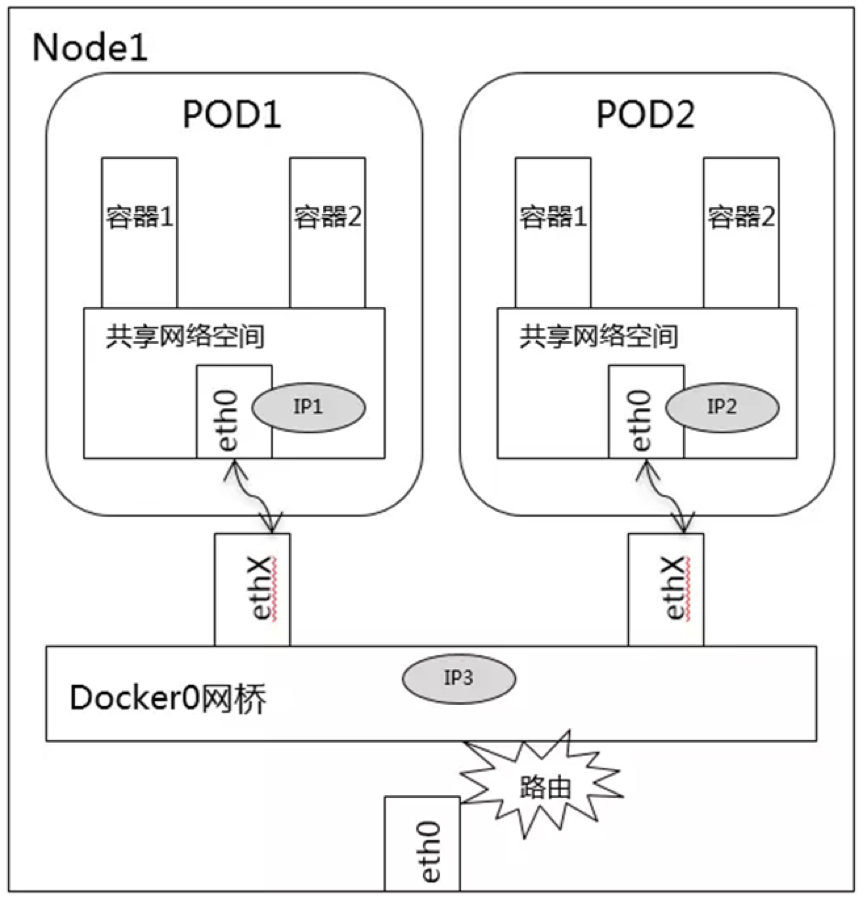 Node1
POD1
POD2
容器1
容器2
容器1
容器2
共享网络空间
共享网络空间
eth0
IP1
eth0
IP2
ethX
ethX
IP3
Docker0网桥
路由
eth0